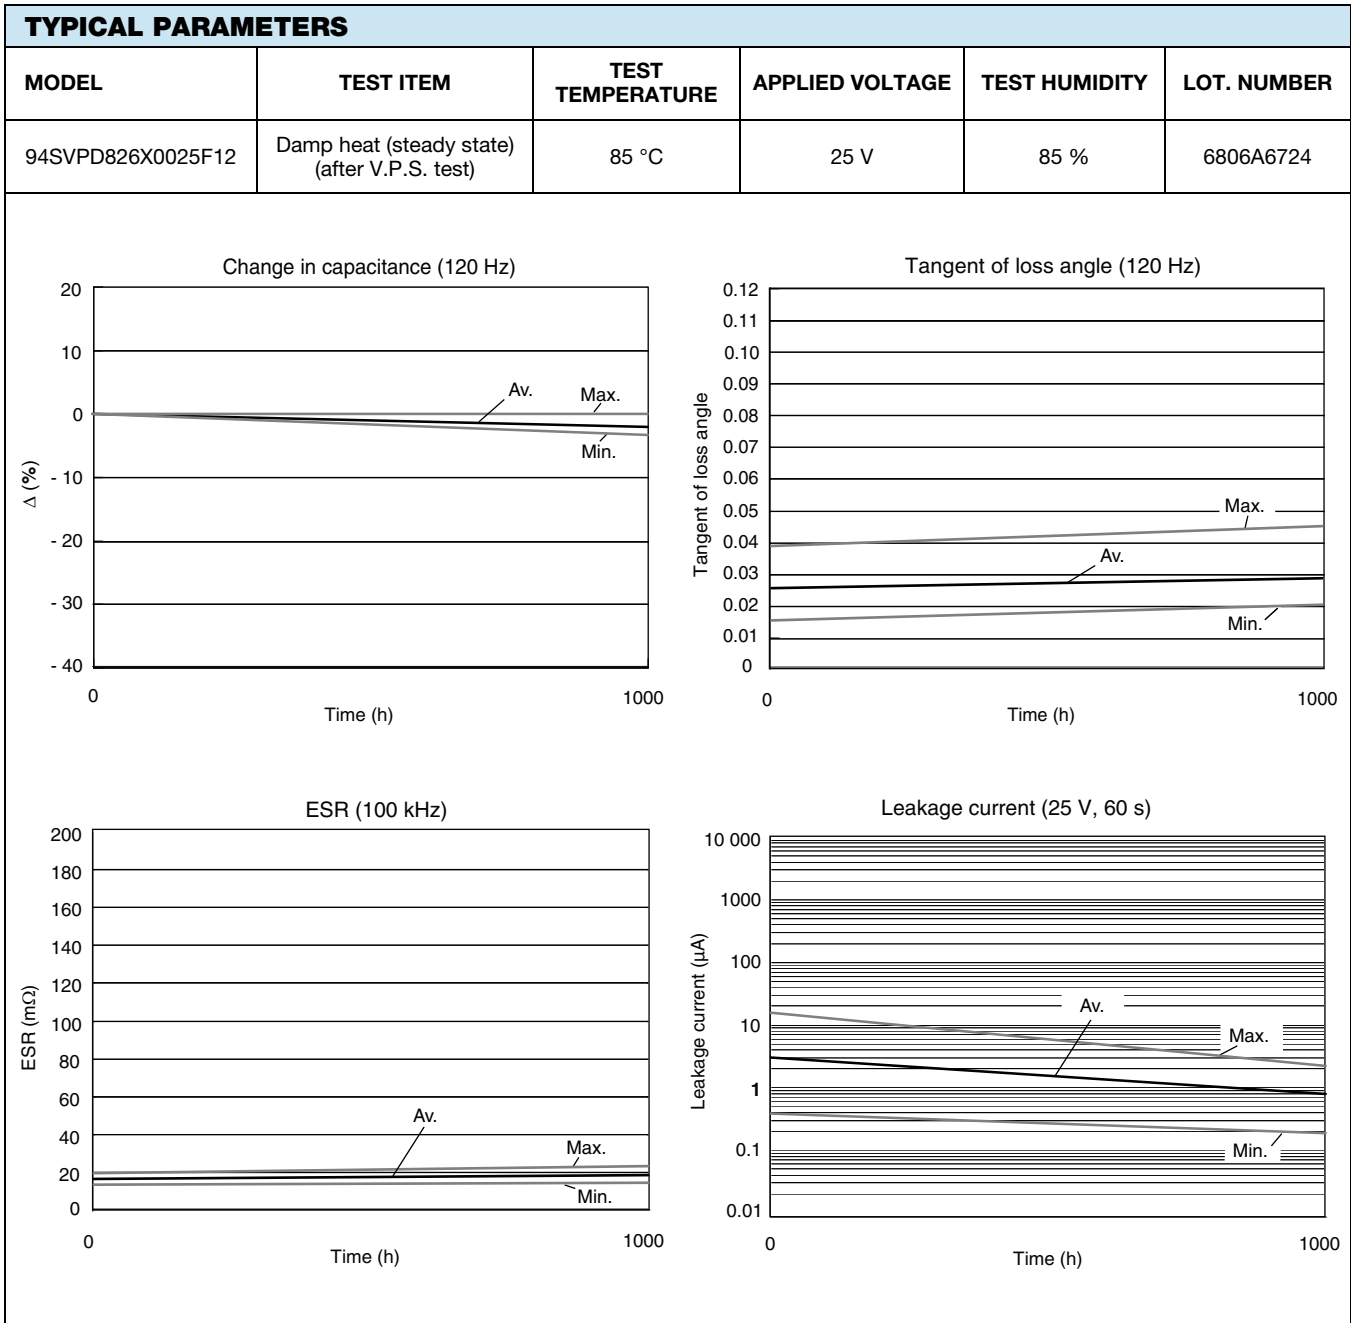 TYPICAL PARAMETERS
MODEL
TEST ITEM
TEST
TEMPERATURE
APPLIED VOLTAGE
TEST HUMIDITY
LOT. NUMBER
94SVPD826X0025F12
Damp heat (steady state)
(after V.P.S. test)
85 °C
25 V
85 %
6806A6724
Change in capacitance (120 Hz)
20
10
0
- 10
- 20
- 30
- 40
Δ (%)
Av.
Max.
Min.
0
1000
Time (h)
Tangent of loss angle (120 Hz)
0.12
0.11
0.10
0.09
0.08
0.07
0.06
0.05
0.04
0.03
0.02
0.01
0
Tangent of loss angle
Max.
Av.
Min.
0
1000
Time (h)
ESR (100 kHz)
200
180
160
140
120
100
80
60
40
20
0
ESR (mΩ)
Av.
Max.
Min.
0
1000
Time (h)
Leakage current (25 V, 60 s)
10 000
1000
100
10
1
0.1
0.01
Leakage current (µA)
Av.
Max.
Min.
0
1000
Time (h)